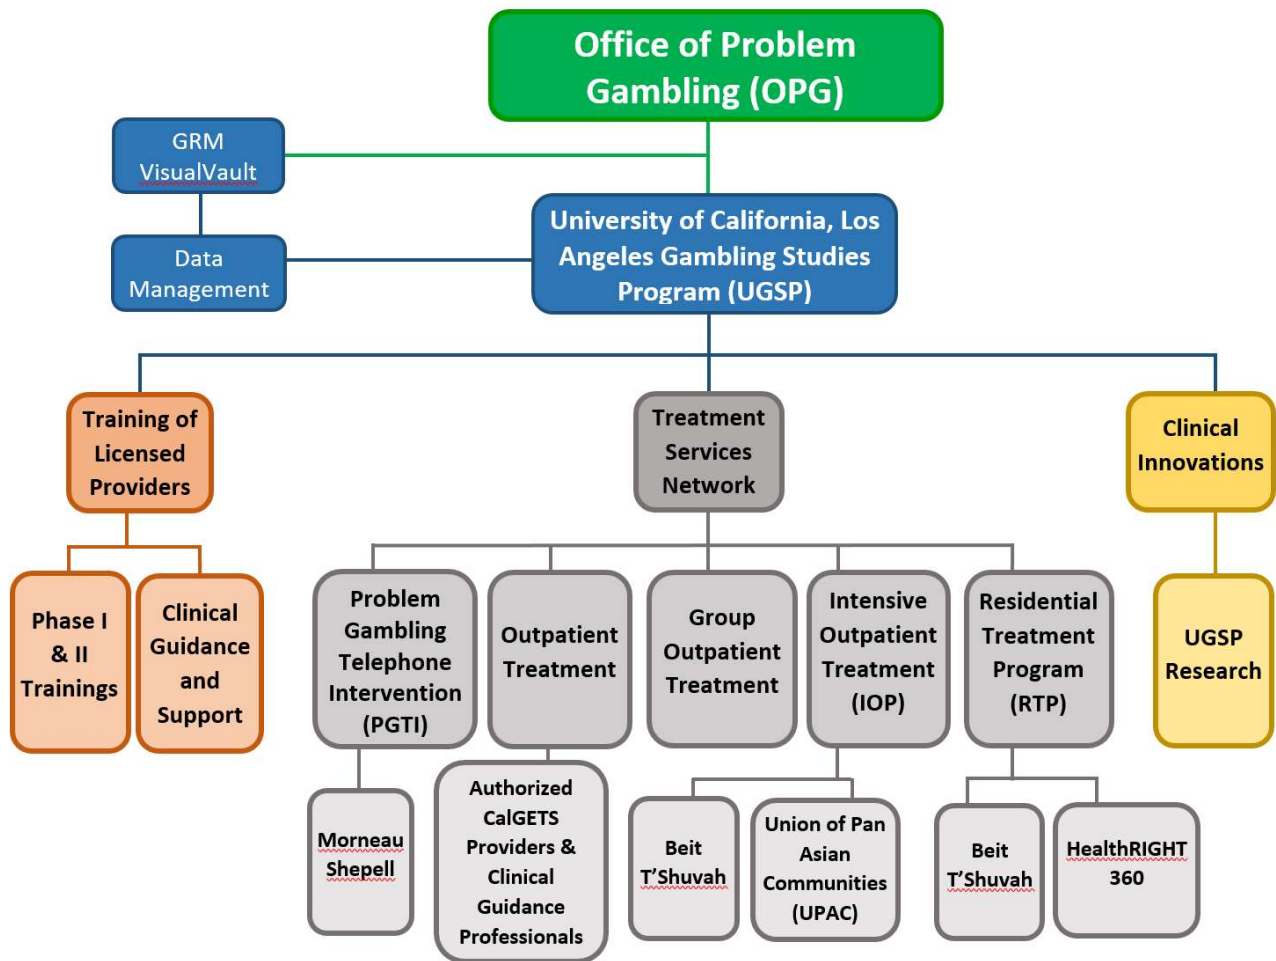 Office of Problem
Gambling (OPG)
GRM
VisualVault
University of California, Los
Angeles Gambling Studies
Program (UGSP)
Data
Management
Training of
Licensed
Providers
Treatment
Services
Network
Clinical
Innovations
Phase I
& II
Trainings
Clinical
Guidance
and
Support
Problem
Gambling
Telephone
Intervention
(PGTI)
Outpatient
Treatment
Group
Outpatient
Treatment
Intensive
Outpatient
Treatment
(IOP)
Residential
Treatment
Program
(RTP)
UGSP
Research
Morneau
Shepell
Authorized
CalGETS
Providers &
Clinical
Guidance
Professionals
Beit
T’Shuvah
Union of Pan
Asian
Communities
(UPAC)
Beit
T’Shuvah
HealthRIGHT
360